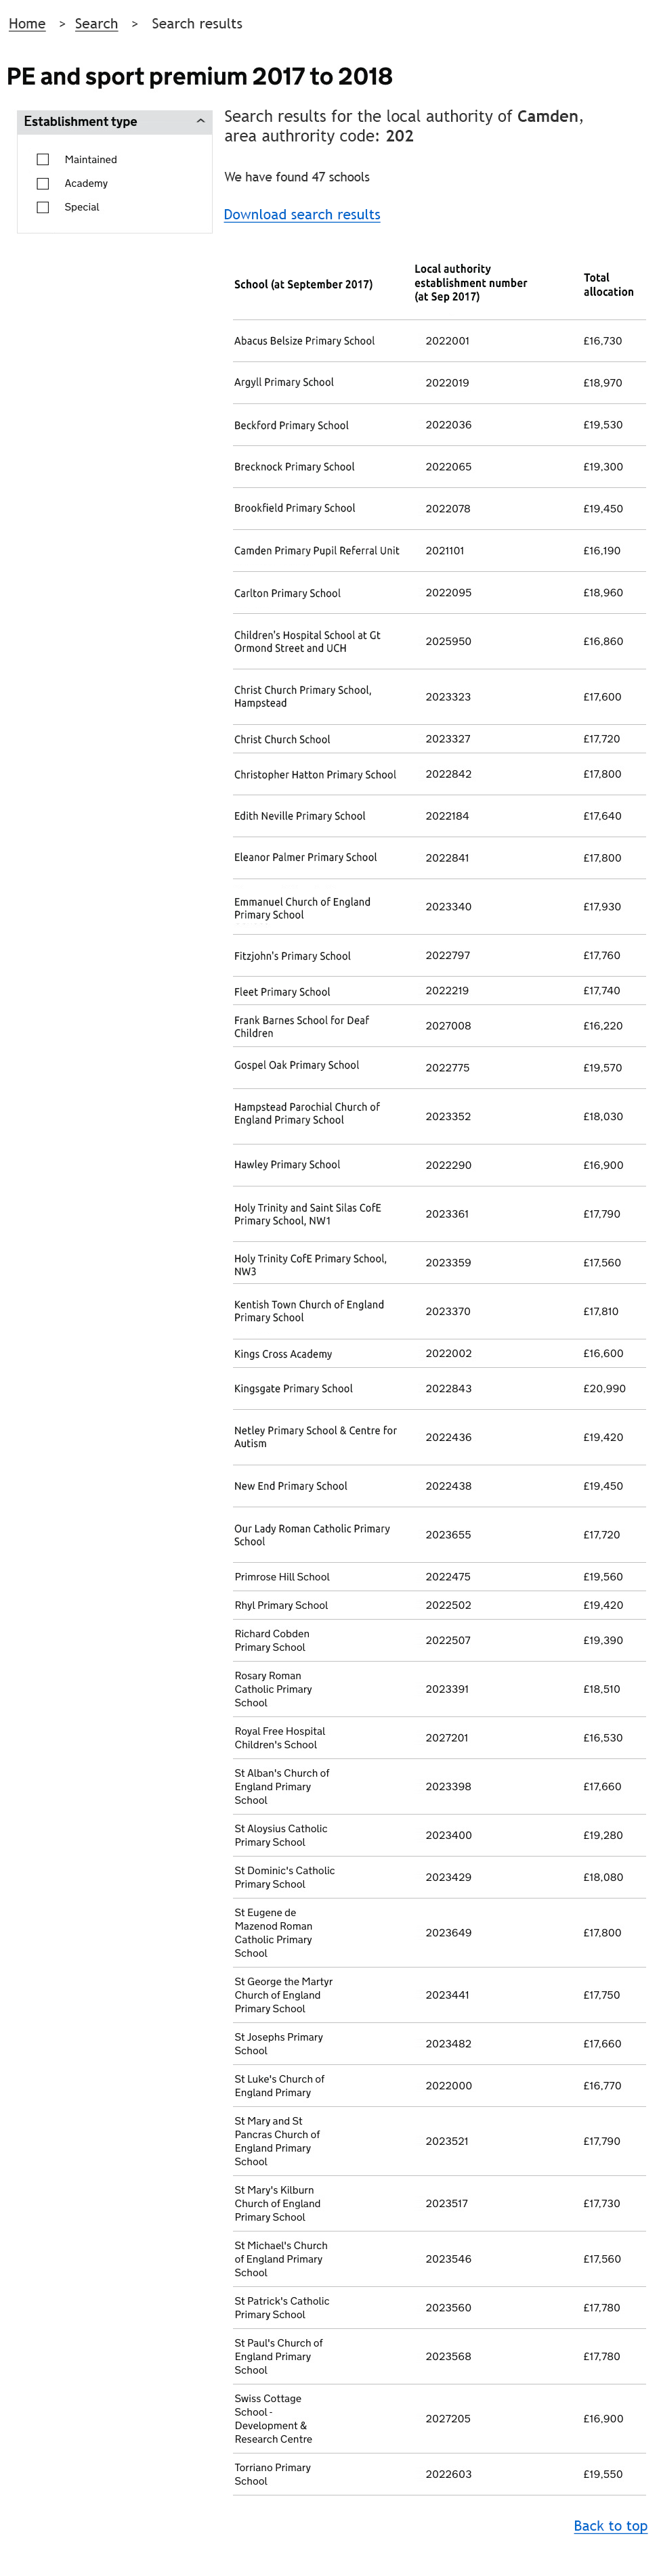 Home > Search > Search results
PE and sport premium 2017 to 2018
Establishment type
Maintained
Academy
Special
Search results for the local authority of Camden,
area authrority code: 202
We have found 47 schools
Download search results
School (at September 2017)
Local authority
establishment number
(at Sep 2017)
Total
allocation
Abacus Belsize Primary School 2022001 £16,730
Argyll Primary School 2022019 £18,970
Beckford Primary School 2022036 £19,530
Brecknock Primary School 2022065 £19,300
Brookfield Primary School 2022078 £19,450
Camden Primary Pupil Referral Unit 2021101 £16,190
Carlton Primary School 2022095 £18,960
Children's Hospital School at Gt
Ormond Street and UCH
2025950 £16,860
Christ Church Primary School,
Hampstead
2023323 £17,600
Christ Church School 2023327 £17,720
Christopher Hatton Primary School 2022842 £17,800
Edith Neville Primary School 2022184 £17,640
Eleanor Palmer Primary School 2022841 £17,800
Emmanuel Church of England
Primary School
2023340 £17,930
Fitzjohn's Primary School 2022797 £17,760
Fleet Primary School 2022219 £17,740
Frank Barnes School for Deaf
Children
2027008 £16,220
Gospel Oak Primary School 2022775 £19,570
Hampstead Parochial Church of
England Primary School
2023352 £18,030
Hawley Primary School 2022290 £16,900
Holy Trinity and Saint Silas CofE
Primary School, NW1
2023361 £17,790
Holy Trinity CofE Primary School,
NW3
2023359 £17,560
Kentish Town Church of England
Primary School
2023370 £17,810
Kings Cross Academy 2022002 £16,600
Kingsgate Primary School 2022843 £20,990
Netley Primary School & Centre for
Autism
2022436 £19,420
New End Primary School 2022438 £19,450
Our Lady Roman Catholic Primary
School
2023655 £17,720
Primrose Hill School 2022475 £19,560
Rhyl Primary School 2022502 £19,420
Richard Cobden
Primary School
2022507 £19,390
Rosary Roman
Catholic Primary
School
2023391 £18,510
Royal Free Hospital
Children's School
2027201 £16,530
St Alban's Church of
England Primary
School
2023398 £17,660
St Aloysius Catholic
Primary School
2023400 £19,280
St Dominic's Catholic
Primary School
2023429 £18,080
St Eugene de
Mazenod Roman
Catholic Primary
School
2023649 £17,800
St George the Martyr
Church of England
Primary School
2023441 £17,750
St Josephs Primary
School
2023482 £17,660
St Luke's Church of
England Primary
2022000 £16,770
St Mary and St
Pancras Church of
England Primary
School
2023521 £17,790
St Mary's Kilburn
Church of England
Primary School
2023517 £17,730
St Michael's Church
of England Primary
School
2023546 £17,560
St Patrick's Catholic
Primary School
2023560 £17,780
St Paul's Church of
England Primary
School
2023568 £17,780
Swiss Cottage
School -
Development &
Research Centre
2027205 £16,900
Torriano Primary
School
2022603 £19,550
Back to top